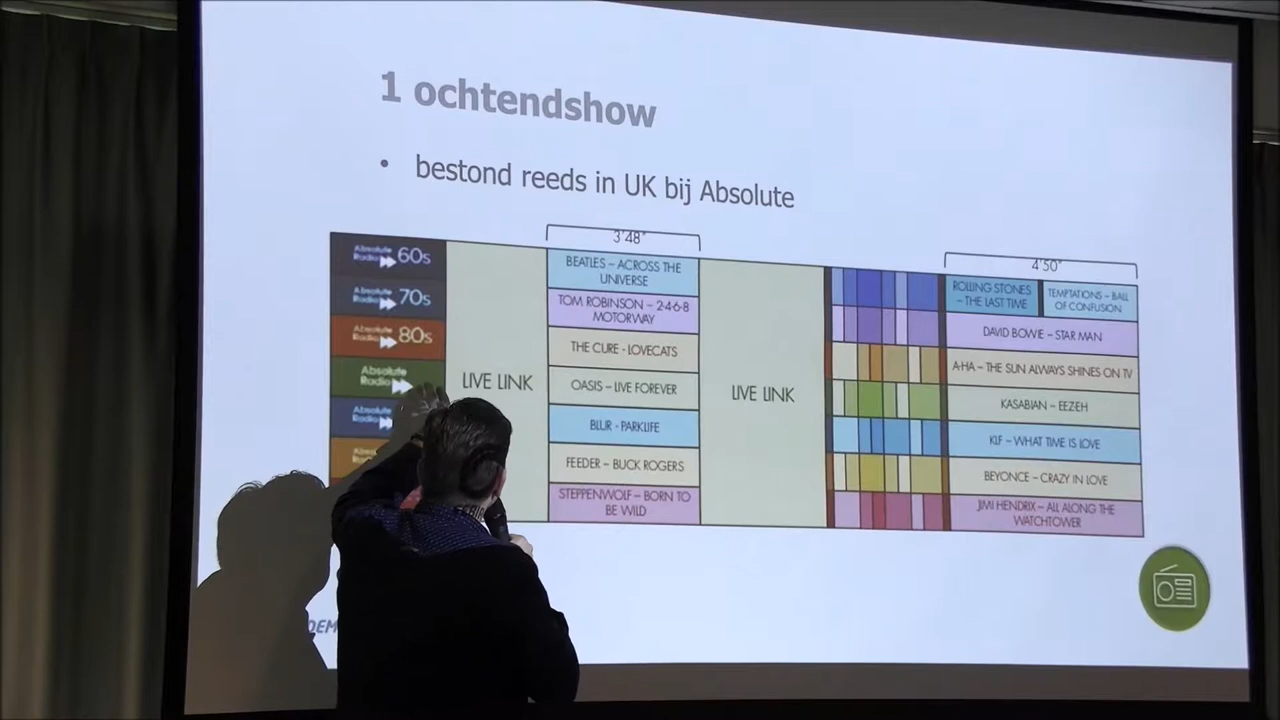 1 ochtendshow
• bestond reeds in UK bij Absolute
3'48"
4'50"
Absolute
Radio 60s
Absolute
Radio 70s
Absolute
Radio 80s
Absolute
Radio
Absolute
Radio
LIVE LINK
BEATLES – ACROSS THE
UNIVERSE
TOM ROBINSON – 2-4-6-8
MOTORWAY
THE CURE - LOVECATS
OASIS – LIVE FOREVER
BLUR - PARKLIFE
FEEDER – BUCK ROGERS
STEPPENWOLF – BORN TO
BE WILD
LIVE LINK
ROLLING STONES
– THE LAST TIME
TEMPTATIONS – BALL
OF CONFUSION
DAVID BOWIE – STAR MAN
A-HA – THE SUN ALWAYS SHINES ON TV
KASABIAN – EEZEH
KLF – WHAT TIME IS LOVE
BEYONCE – CRAZY IN LOVE
JIMI HENDRIX – ALL ALONG THE
WATCHTOWER